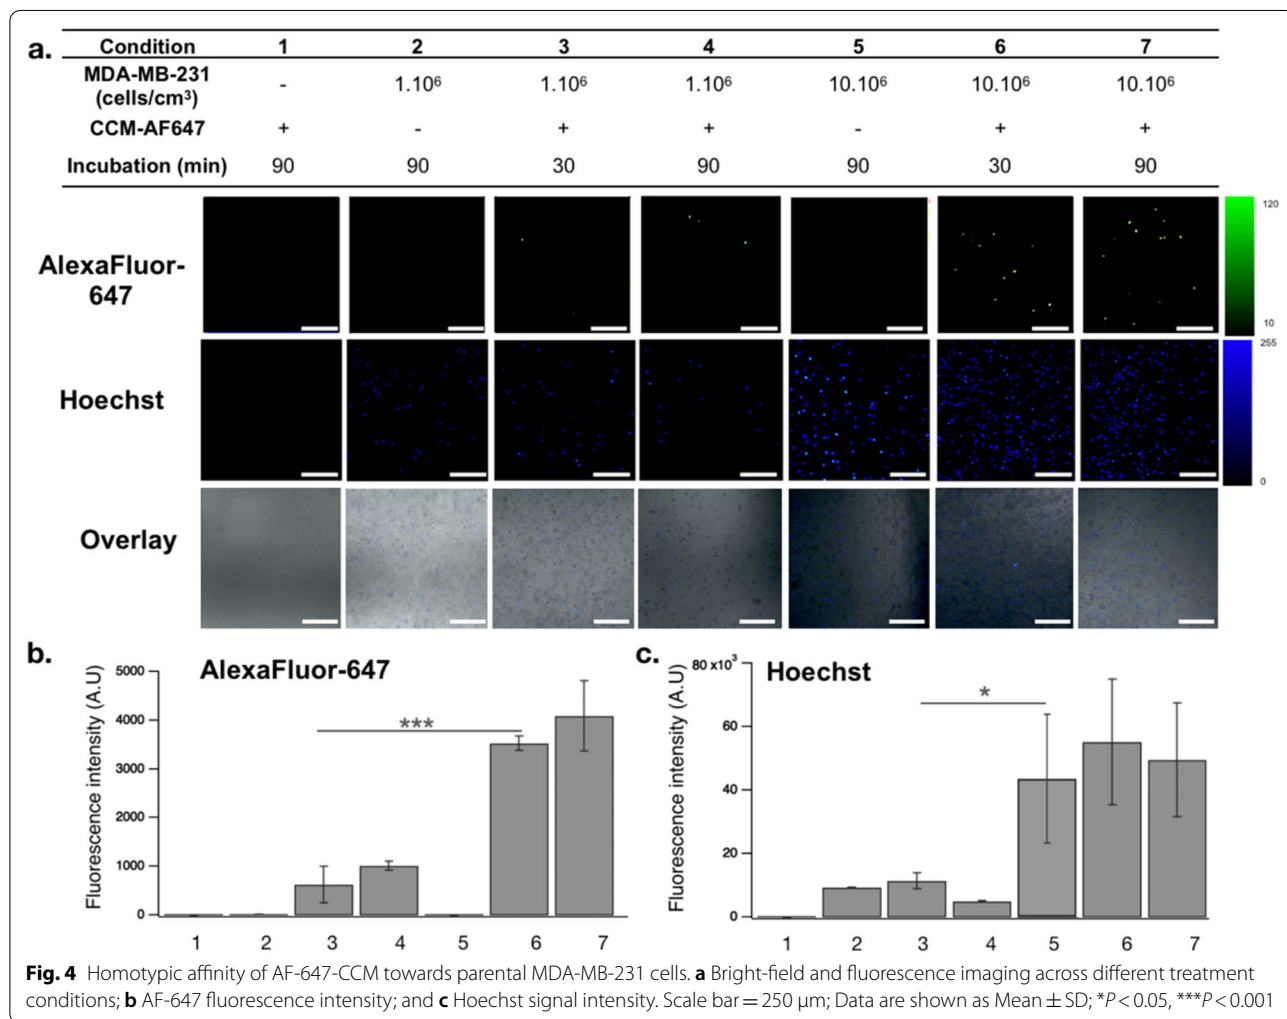 a.
Condition 1 2 3 4 5 6 7
MDA-MB-231
(cells/cm³) - 1.10⁶ 1.10⁶ 1.10⁶ 10.10⁶ 10.10⁶ 10.10⁶
CCM-AF647 + - + + - + +
Incubation (min) 90 90 30 90 90 30 90
AlexaFluor-
647
120
10
Hoechst
255
0
Overlay
b.
AlexaFluor-647
Fluorescence intensity (A.U)
5000
4000
3000
2000
1000
0
***
1 2 3 4 5 6 7
c.
Hoechst
Fluorescence intensity (A.U)
80 x10³
60
40
20
0
*
1 2 3 4 5 6 7
Fig. 4 Homotypic affinity of AF-647-CCM towards parental MDA-MB-231 cells. a Bright-field and fluorescence imaging across different treatment
conditions; b AF-647 fluorescence intensity; and c Hoechst signal intensity. Scale bar = 250 μm; Data are shown as Mean ± SD; *P < 0.05, ***P < 0.001